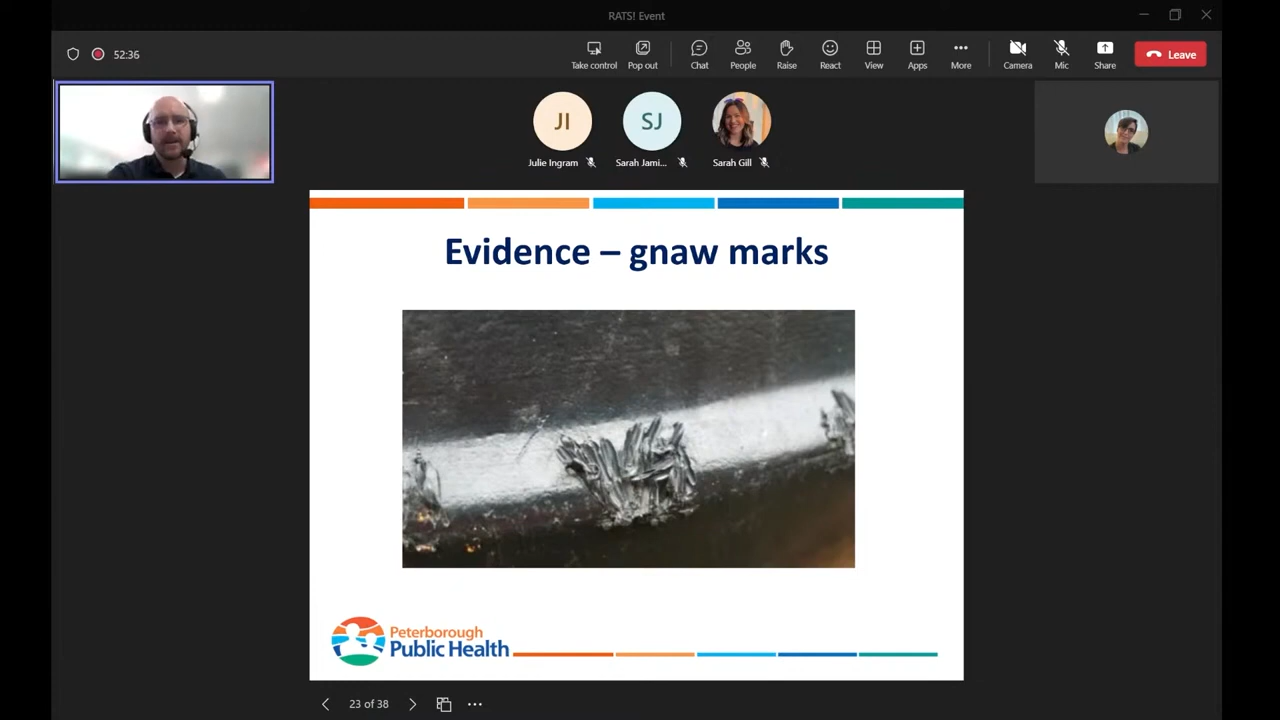 RATS! Event
52:36
Take control
Pop out
Chat
People
Raise
React
View
Apps
More
Camera
Mic
Share
Leave
JI
SJ
Julie Ingram
Sarah Jami...
Sarah Gill
Evidence – gnaw marks
Peterborough
Public Health
23 of 38